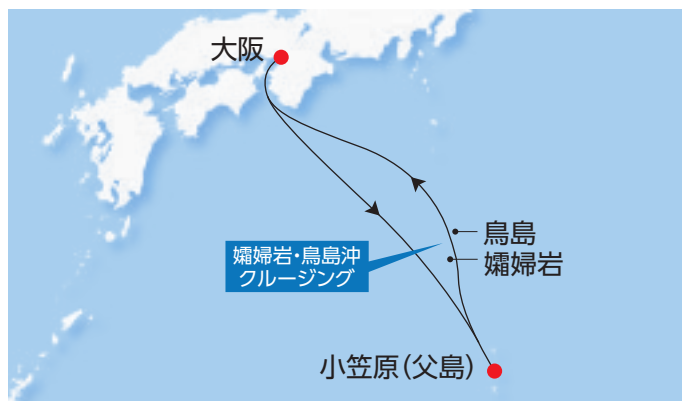 大阪
鳥島
孀婦岩
孀婦岩・鳥島沖
クルージング
小笠原（父島）